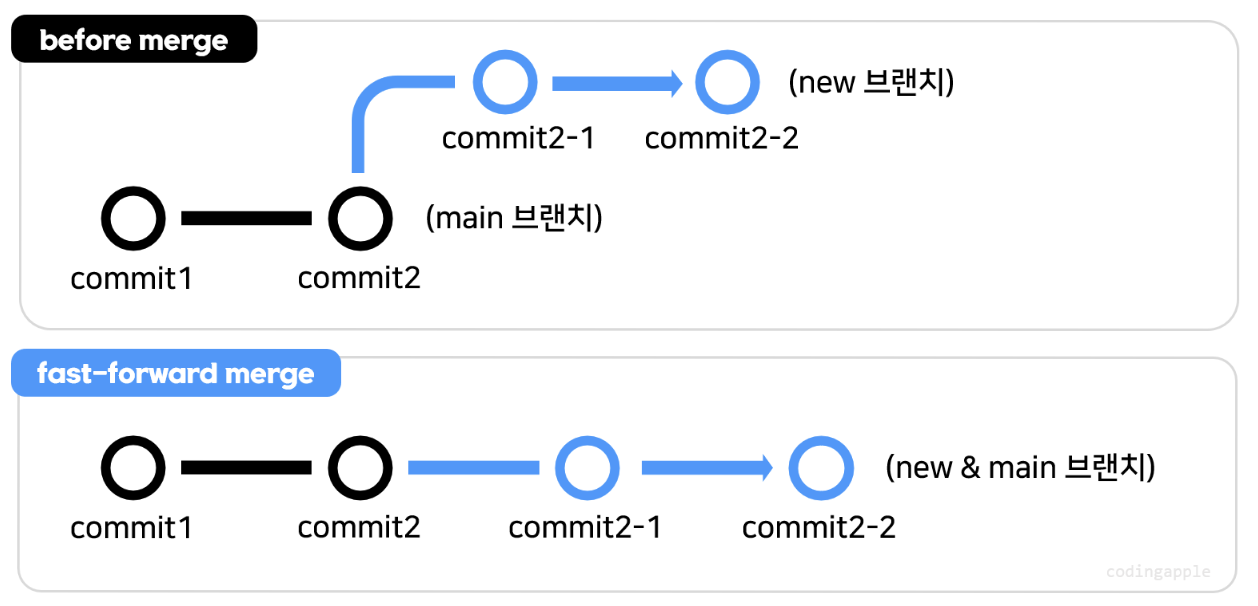 before merge
(new 브랜치)
commit2-1
commit2-2
(main 브랜치)
commit1
commit2
fast-forward merge
(new & main 브랜치)
commit1
commit2
commit2-1
commit2-2
codingapple